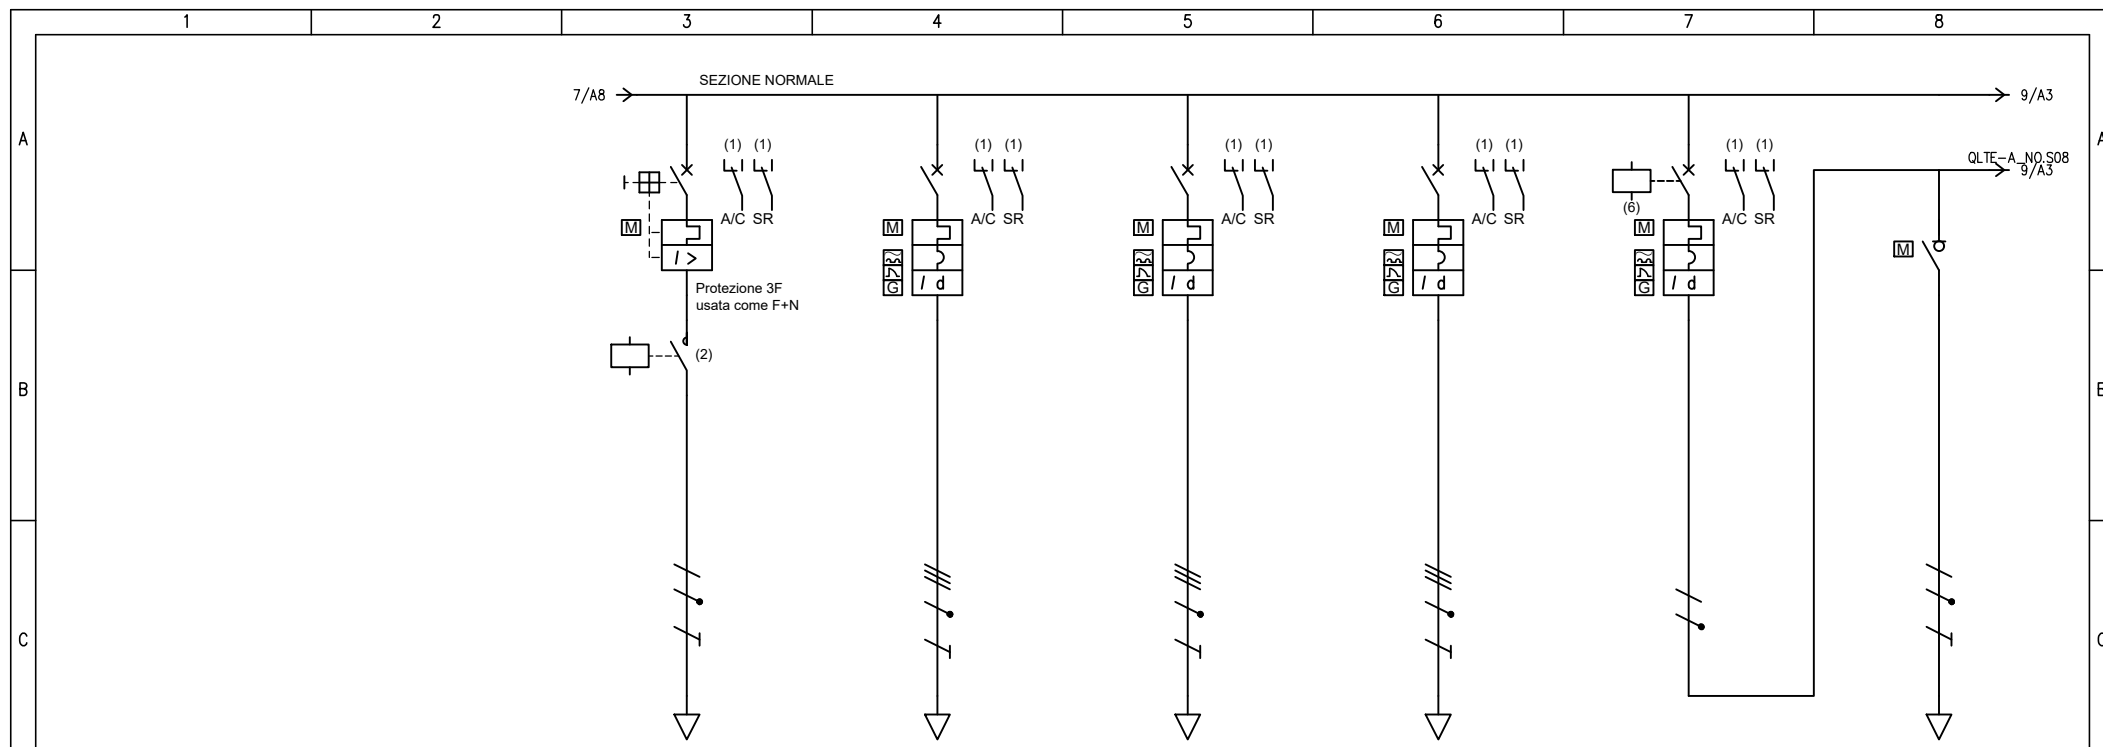 1 2 3 4 5 6 7 8
SEZIONE NORMALE
7/A8 9/A3
A A
(1) (1) (1) (1) (1) (1) (1) (1) (1) (1)
QLTE-A_NO.S08
9/A3
(6)
A/C SR A/C SR A/C SR A/C SR A/C SR
M M M M M
M
I > I d I d I d I d
G G G G
Protezione 3F
usata come F+N
(2)
B B
C C